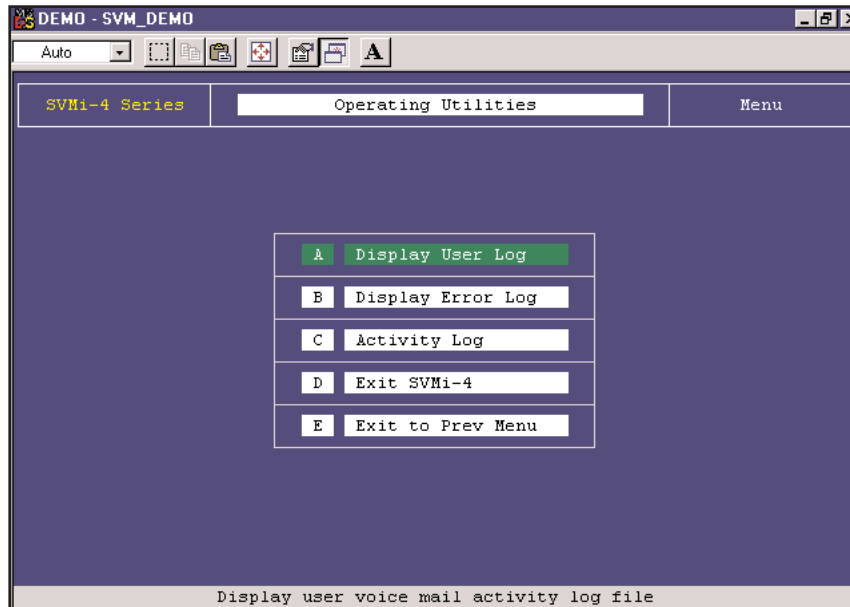 DEMO - SVM_DEMO
Auto
A
SVMi-4 Series Operating Utilities Menu
A Display User Log
B Display Error Log
C Activity Log
D Exit SVMi-4
E Exit to Prev Menu
Display user voice mail activity log file